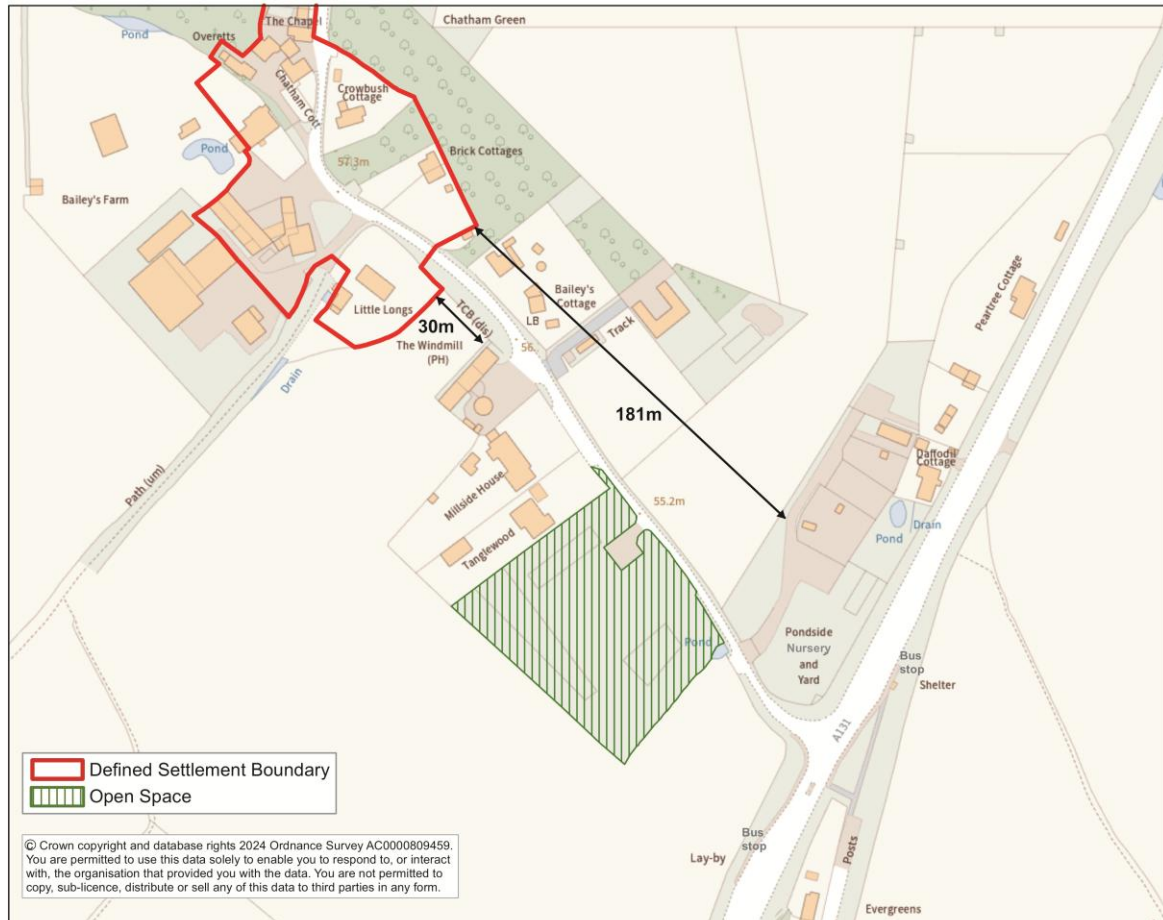 Chatham Green
The Chapel
Pond
Overetts
Chatham Cott
Crowbush
Cottage
57.3m
Brick Cottages
Pond
Bailey's Farm
Peartree Cottage
Bailey's
Cottage
Little Longs
TCB (dis)
LB
Track
30m
The Windmill
(PH)
56.
Drain
181m
Path (um)
Daffodil
Cottage
Millside House
55.2m
Pond
Drain
Tanglewood
Pond
Pondside
Nursery
and
Yard
Bus
stop
Shelter
A131
Defined Settlement Boundary
Open Space
© Crown copyright and database rights 2024 Ordnance Survey AC0000809459.
You are permitted to use this data solely to enable you to respond to, or interact
with, the organisation that provided you with the data. You are not permitted to
copy, sub-licence, distribute or sell any of this data to third parties in any form.
Bus
stop
Lay-by
Posts
Evergreens